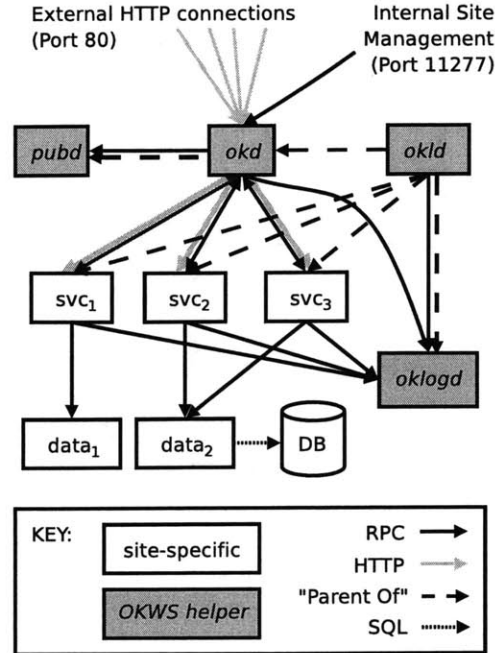 External HTTP connections
(Port 80)
Internal Site
Management
(Port 11277)
pubd
okd
okld
svc1
svc2
svc3
oklogd
data1
data2
DB
KEY:
site-specific
OKWS helper
RPC
HTTP
"Parent Of"
SQL